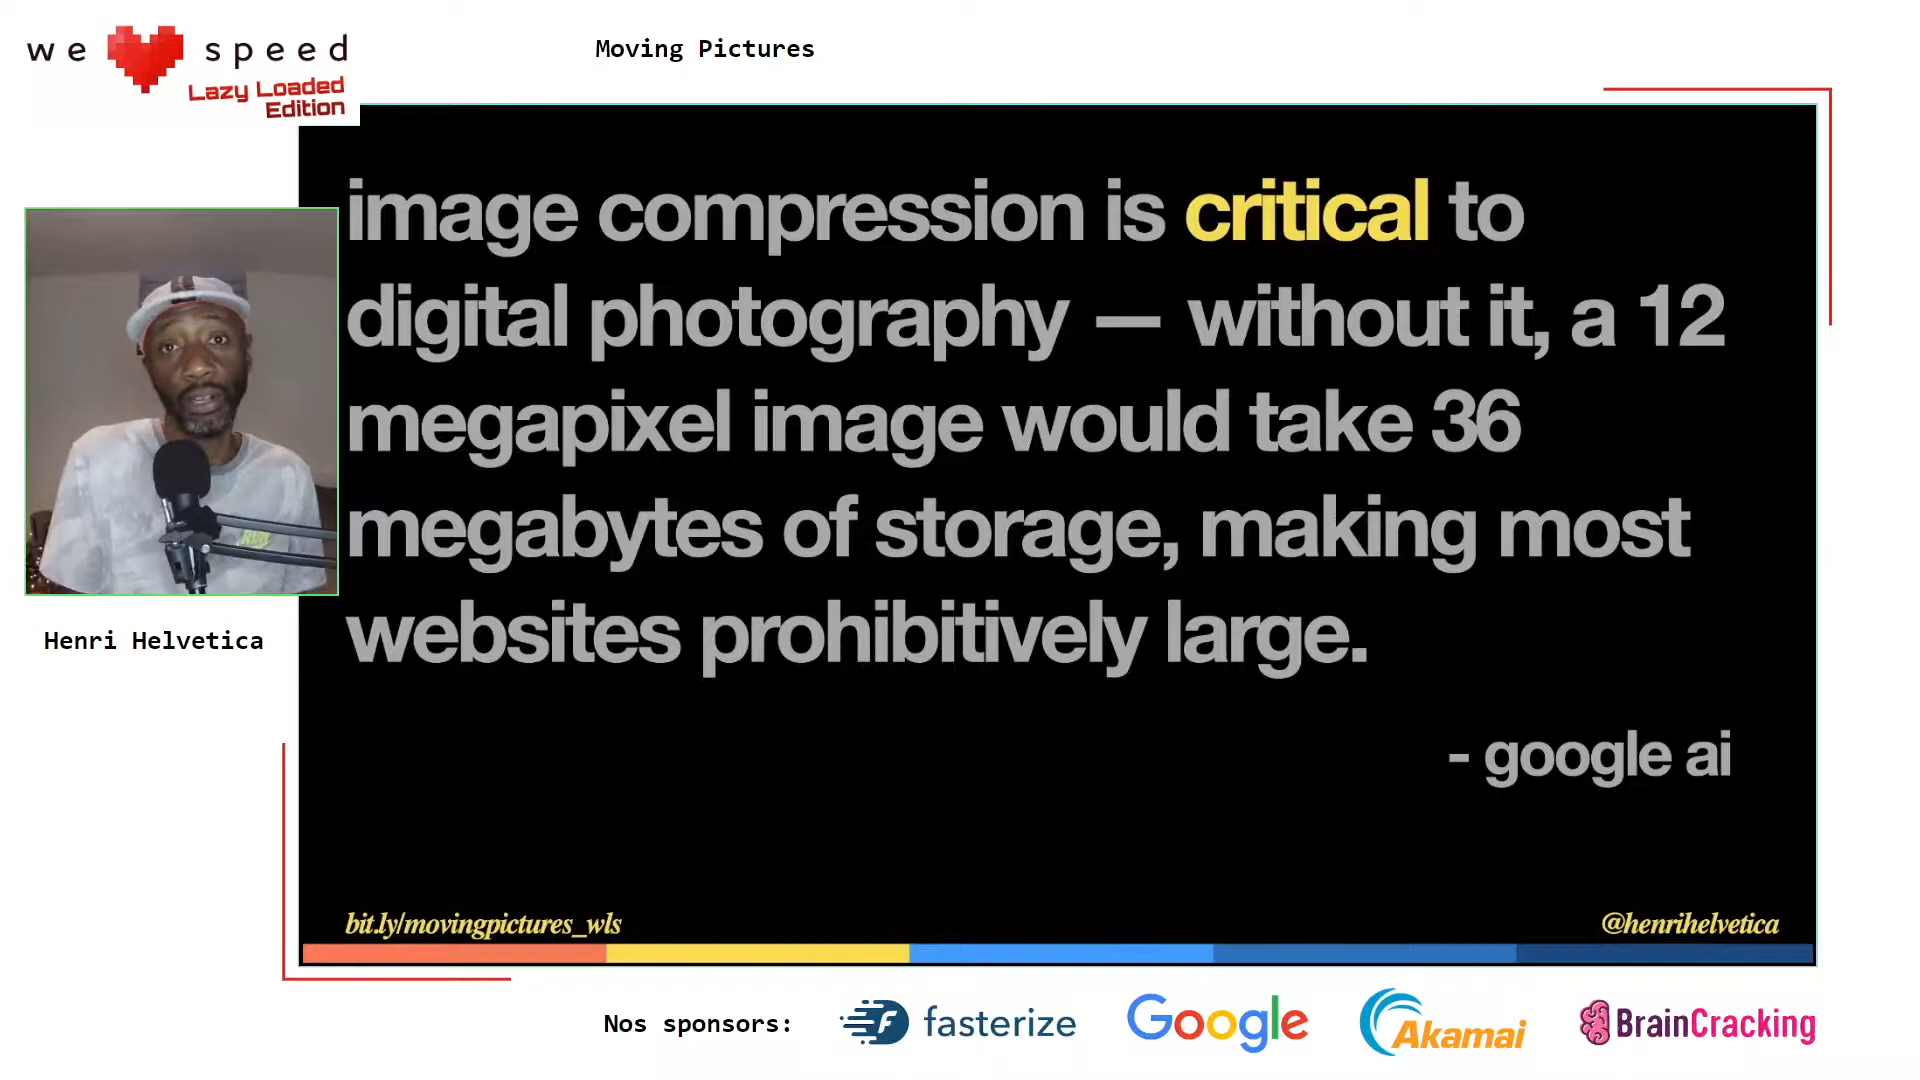 we speed
Lazy Loaded
Edition
Moving Pictures
image compression is critical to
digital photography — without it, a 12
megapixel image would take 36
megabytes of storage, making most
websites prohibitively large.
- google ai
Henri Helvetica
bit.ly/movingpictures_wls
@henrihelvetica
Nos sponsors:
fasterize
Google
Akamai
BrainCracking